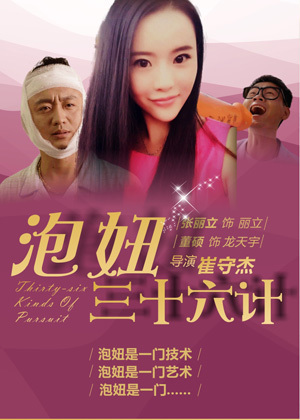 张丽立 饰 丽立
董硕 饰 龙天宇
导演 崔守杰
泡妞
Thirty-six
Kinds Of
Pursuit
三十六计
泡妞是一门技术
泡妞是一门艺术
泡妞是一门……